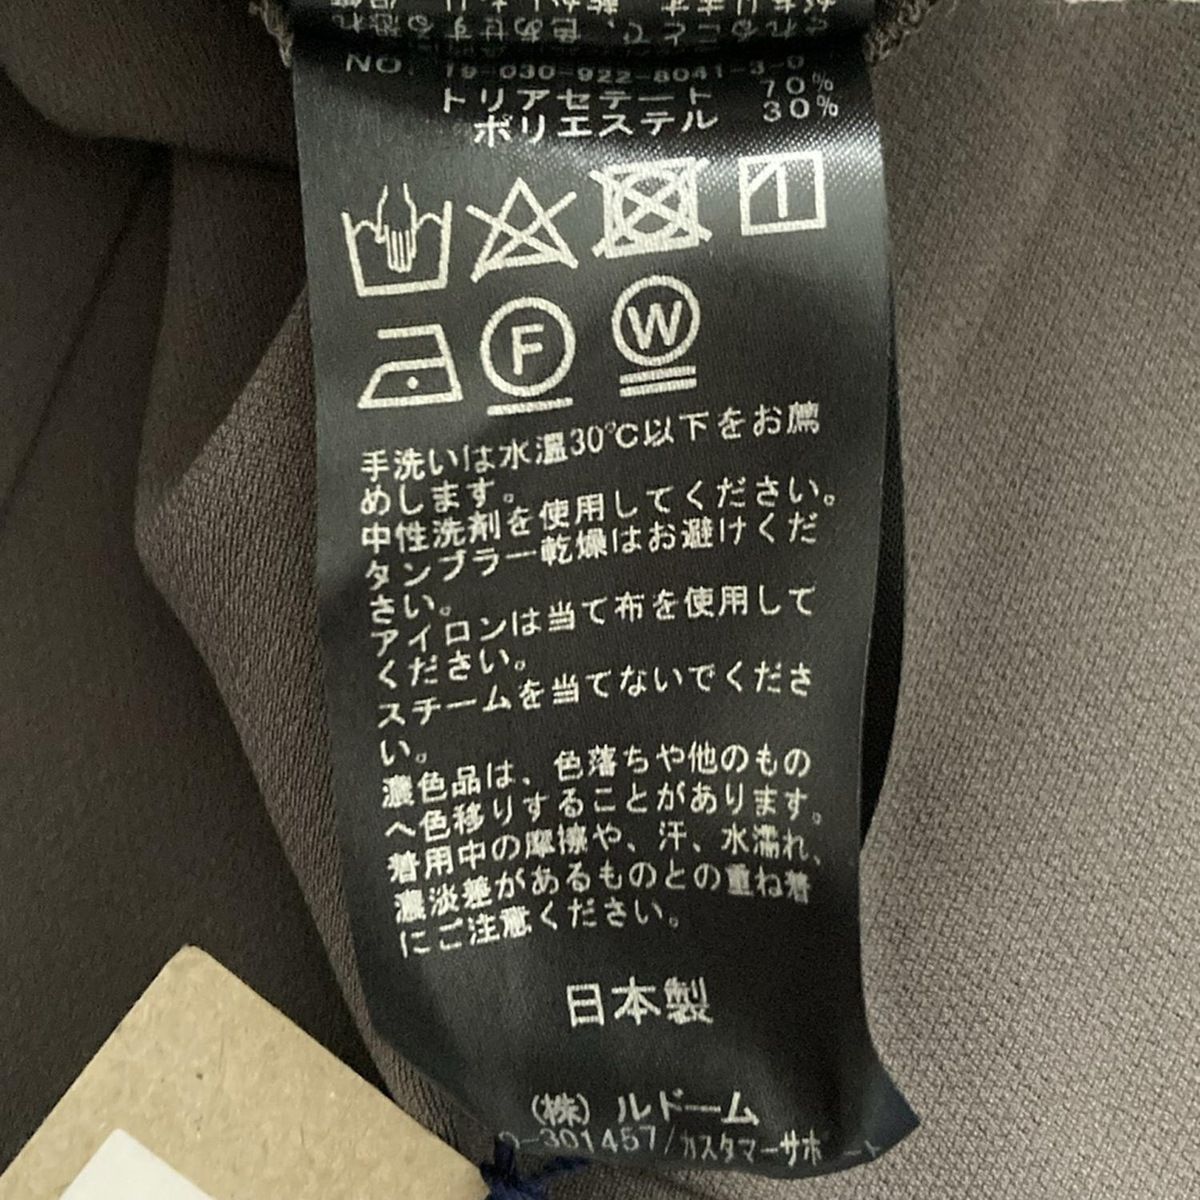 NO. 19-030-922-8041-3-0
トリアセテート 70%
ポリエステル 30%
F
W
手洗いは水温30℃以下をお薦
めします。
中性洗剤を使用してください。
タンブラー乾燥はお避けくだ
さい。
アイロンは当て布を使用して
ください。
スチームを当てないでくださ
い。
濃色品は、色落ちや他のもの
へ色移りすることがあります。
着用中の摩擦や、汗、水濡れ、
濃淡差があるものとの重ね着
にご注意ください。
日本製
(株) ルドーム
0-301457/カスタマーサポート